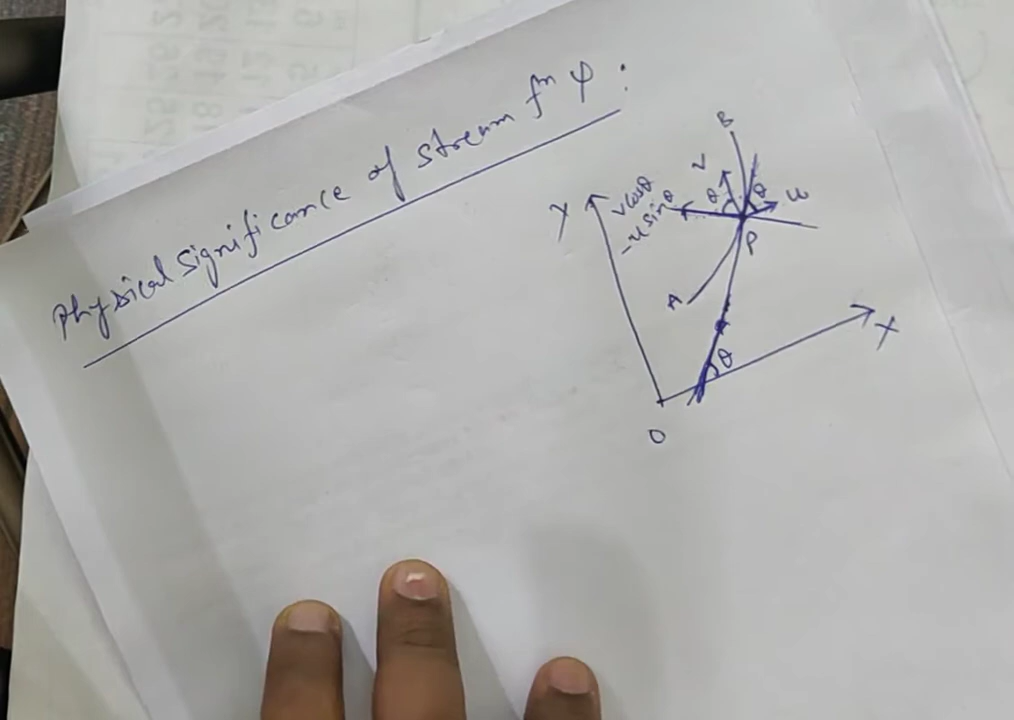 Physical significance of stream fn ψ :
B
V
θ
θ
u
Y
vcosθ
-usinθ
P
A
X
θ
O